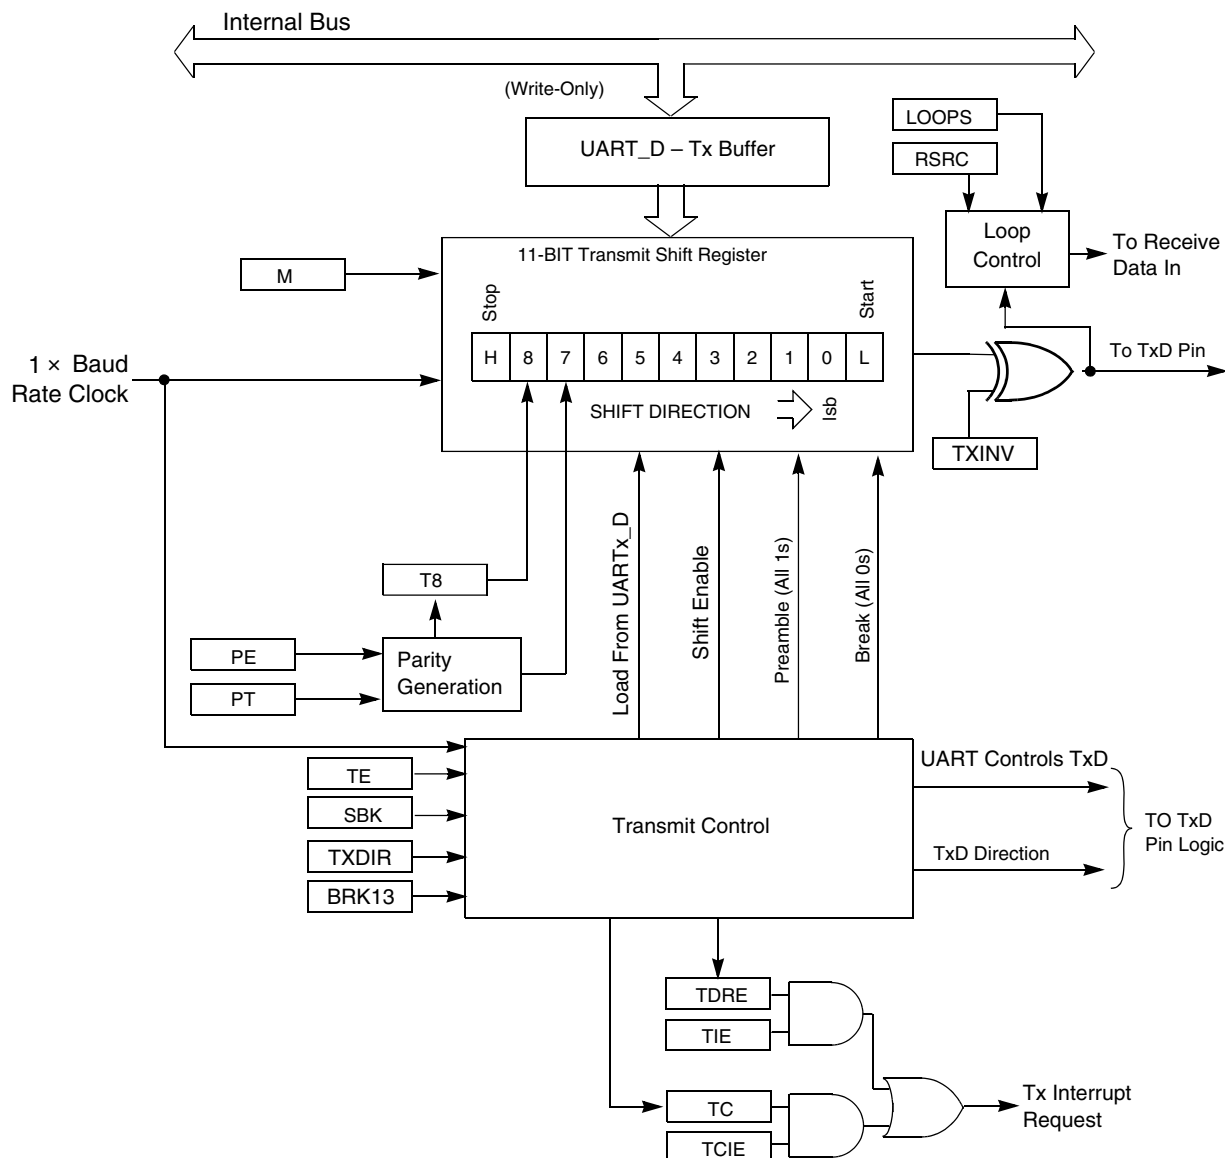 Internal Bus
(Write-Only)
UART_D – Tx Buffer
LOOPS
RSRC
Loop
Control
To Receive
Data In
11-BIT Transmit Shift Register
M
Stop
Start
H 8 7 6 5 4 3 2 1 0 L
1 × Baud
Rate Clock
To TxD Pin
SHIFT DIRECTION
lsb
TXINV
T8
PE
PT
Parity
Generation
Load From UARTx_D
Shift Enable
Preamble (All 1s)
Break (All 0s)
TE
SBK
TXDIR
BRK13
Transmit Control
UART Controls TxD
TxD Direction
TO TxD
Pin Logic
TDRE
TIE
TC
TCIE
Tx Interrupt
Request